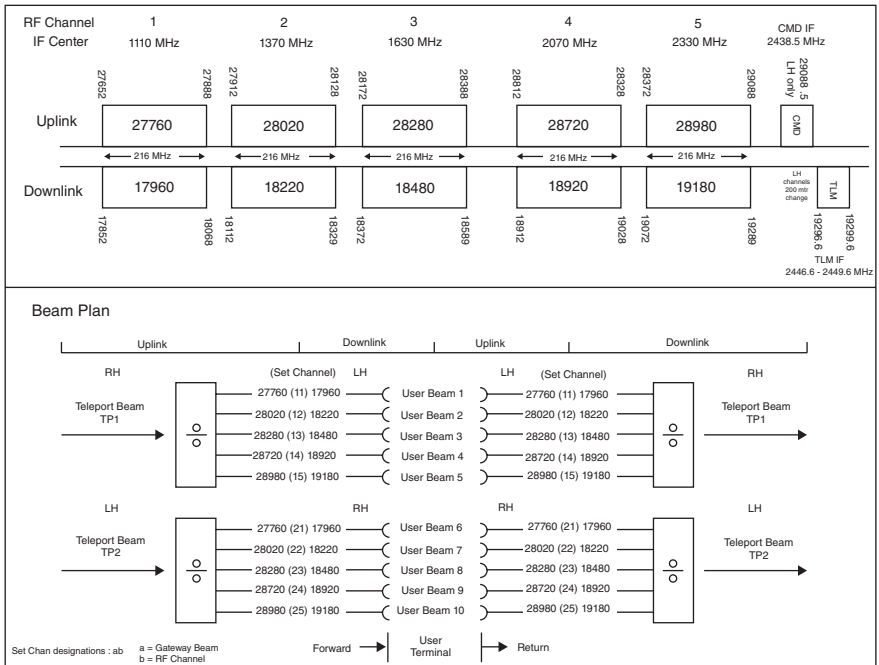 RF Channel 1 2 3 4 5 CMD IF
IF Center 1110 MHz 1370 MHz 1630 MHz 2070 MHz 2330 MHz 2438.5 MHz
27652 27888 27912 28128 28172 28388 28812 28328 28372 29088 29088 .5
LH only
Uplink 27760 28020 28280 28720 28980 CMD
216 MHz 216 MHz 216 MHz 216 MHz 216 MHz
Downlink 17960 18220 18480 18920 19180 TLM
LH
channels
200 mtr
change
17852 18068 18112 18329 18372 18589 18912 19028 19072 19289 19296.6 19299.6
TLM IF
2446.6 - 2449.6 MHz
Beam Plan
Uplink Downlink Uplink Downlink
RH (Set Channel) LH LH (Set Channel) RH
27760 (11) 17960 User Beam 1 27760 (11) 17960
Teleport Beam
TP1
28020 (12) 18220 User Beam 2 28020 (12) 18220
Teleport Beam
TP1
28280 (13) 18480 User Beam 3 28280 (13) 18480
28720 (14) 18920 User Beam 4 28720 (14) 18920
28980 (15) 19180 User Beam 5 28980 (15) 19180
LH RH RH LH
27760 (21) 17960 User Beam 6 27760 (21) 17960
Teleport Beam
TP2
28020 (22) 18220 User Beam 7 28020 (22) 18220
Teleport Beam
TP2
28280 (23) 18480 User Beam 8 28280 (23) 18480
28720 (24) 18920 User Beam 9 28720 (24) 18920
28980 (25) 19180 User Beam 10 28980 (25) 19180
Set Chan designations : ab a = Gateway Beam
b = RF Channel
Forward User Return
Terminal